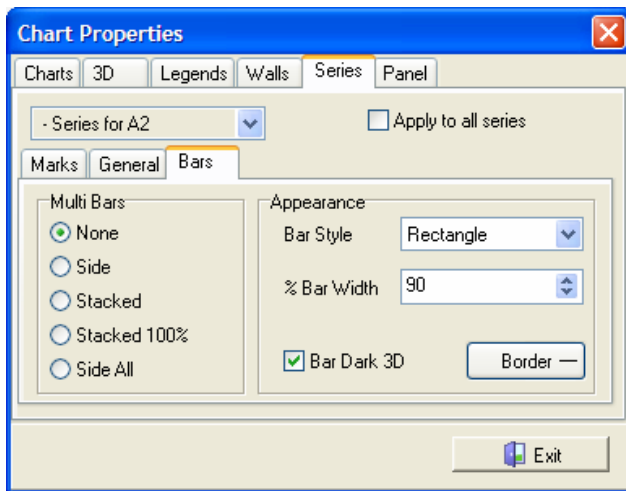 Chart Properties
Charts 3D Legends Walls Series Panel
- Series for A2
Apply to all series
Marks General Bars
Multi Bars
None
Side
Stacked
Stacked 100%
Side All
Appearance
Bar Style Rectangle
% Bar Width 90
Bar Dark 3D Border
Exit